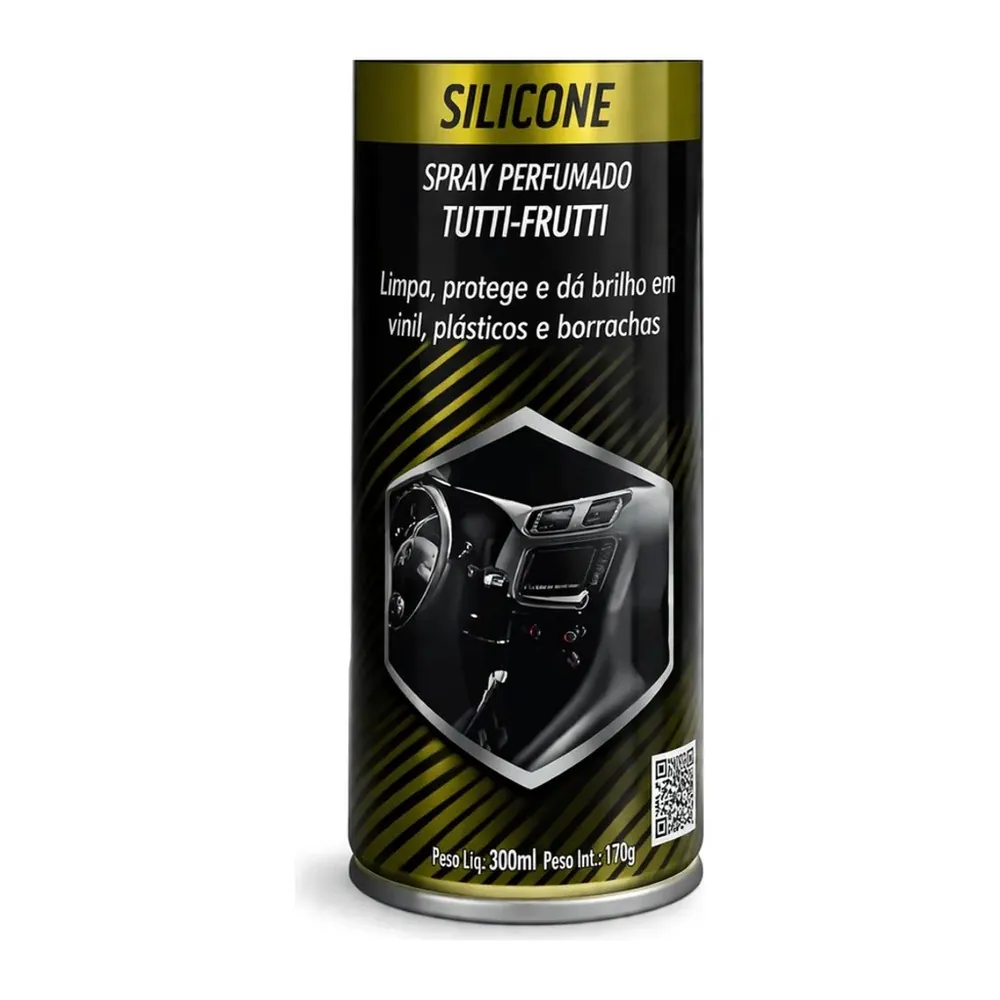 SILICONE
SPRAY PERFUMADO
TUTTI-FRUTTI
Limpa, protege e dá brilho em
vinil, plásticos e borrachas
Peso Liq: 300ml Peso Int.: 170g